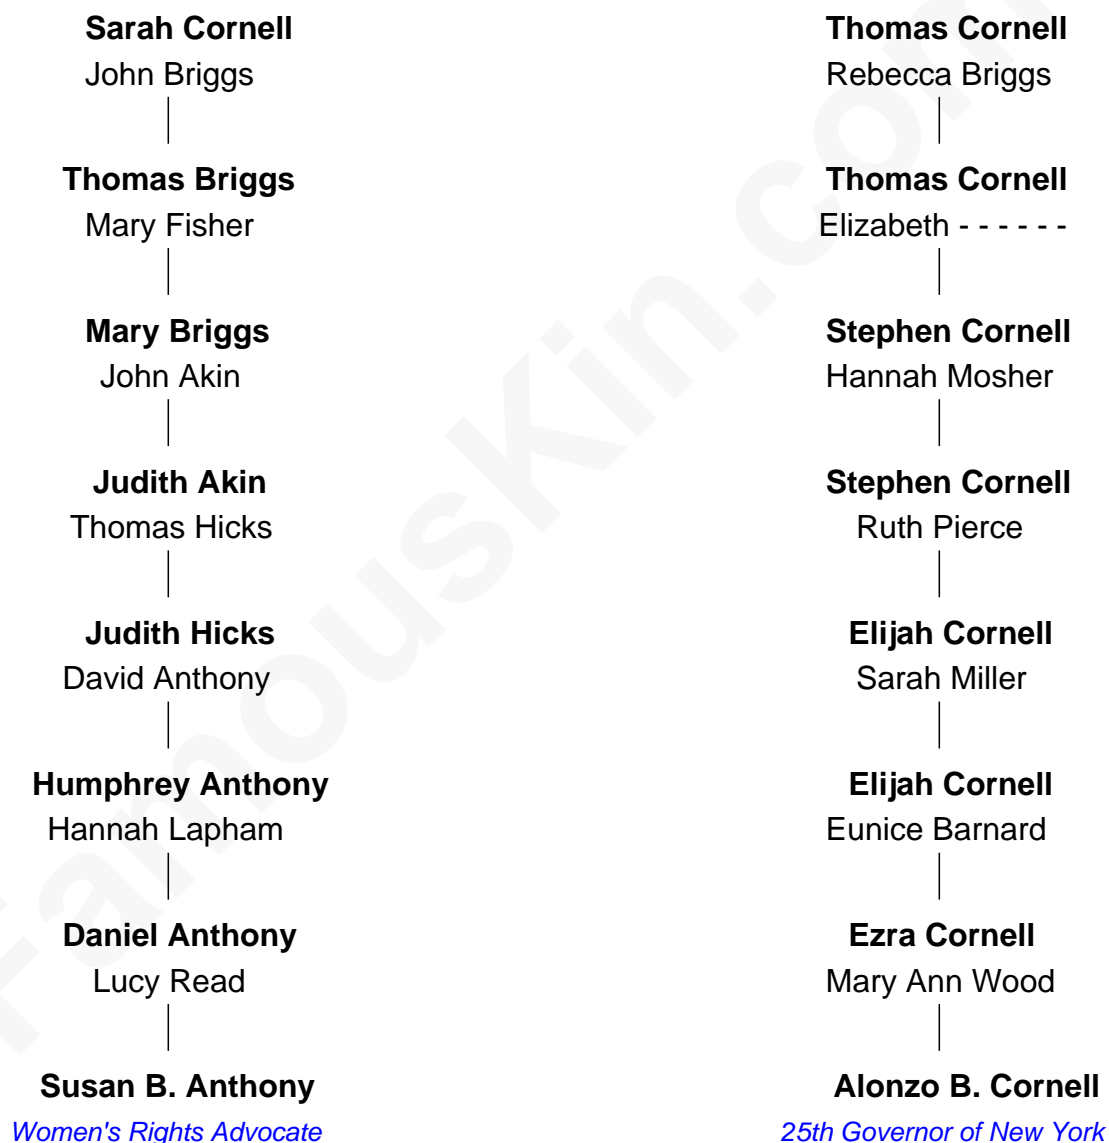 Sarah Cornell
John Briggs
Thomas Briggs
Mary Fisher
Mary Briggs
John Akin
Judith Akin
Thomas Hicks
Judith Hicks
David Anthony
Humphrey Anthony
Hannah Lapham
Daniel Anthony
Lucy Read
Susan B. Anthony
Women's Rights Advocate
Thomas Cornell
Rebecca Briggs
Thomas Cornell
Elizabeth - - - - - -
Stephen Cornell
Hannah Mosher
Stephen Cornell
Ruth Pierce
Elijah Cornell
Sarah Miller
Elijah Cornell
Eunice Barnard
Ezra Cornell
Mary Ann Wood
Alonzo B. Cornell
25th Governor of New York
FamousKin.com